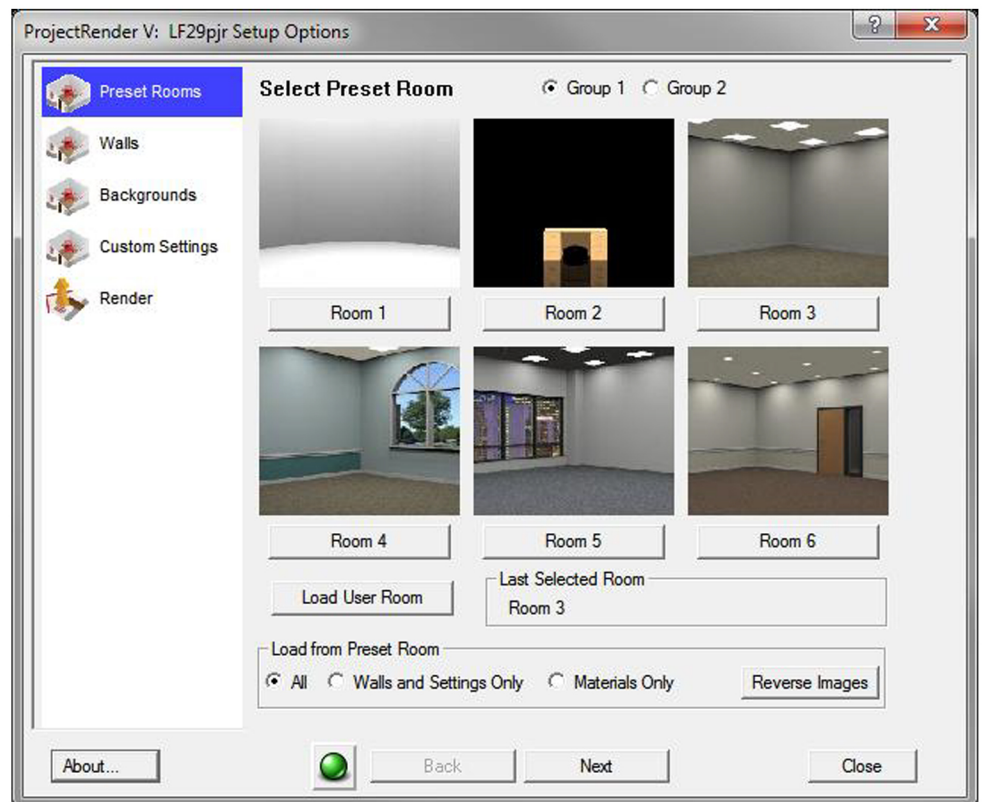 ProjectRender V: LF29pjr Setup Options
Preset Rooms
Walls
Backgrounds
Custom Settings
Render
Select Preset Room
Group 1 Group 2
Room 1 Room 2 Room 3
Room 4 Room 5 Room 6
Load User Room
Last Selected Room
Room 3
Load from Preset Room
All Walls and Settings Only Materials Only Reverse Images
About... Back Next Close